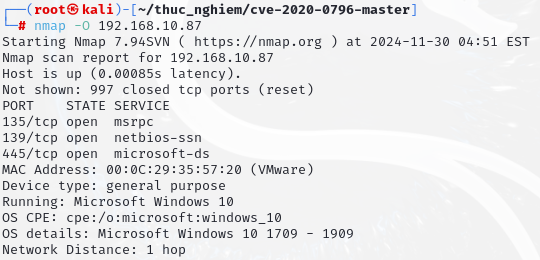 ┌──(root㉿kali)-[~/thuc_nghiem/cve-2020-0796-master]
└─# nmap -O 192.168.10.87
Starting Nmap 7.94SVN ( https://nmap.org ) at 2024-11-30 04:51 EST
Nmap scan report for 192.168.10.87
Host is up (0.00085s latency).
Not shown: 997 closed tcp ports (reset)
PORT    STATE SERVICE
135/tcp open  msrpc
139/tcp open  netbios-ssn
445/tcp open  microsoft-ds
MAC Address: 00:0C:29:35:57:20 (VMware)
Device type: general purpose
Running: Microsoft Windows 10
OS CPE: cpe:/o:microsoft:windows_10
OS details: Microsoft Windows 10 1709 - 1909
Network Distance: 1 hop